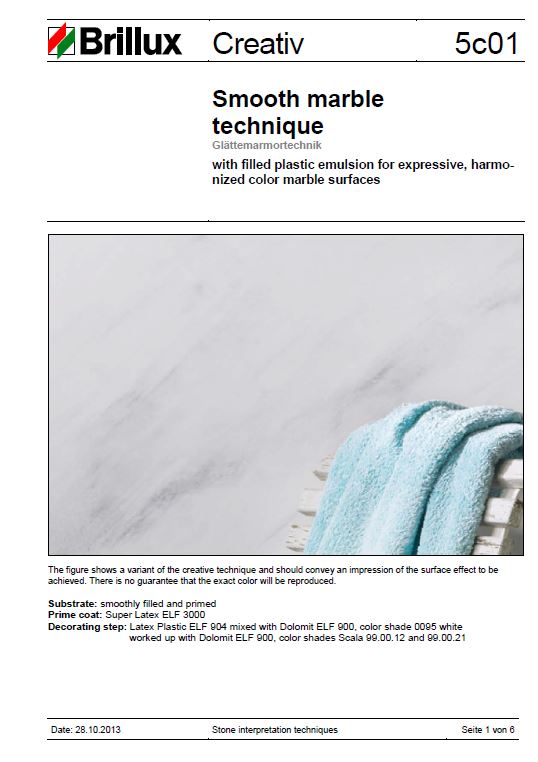 Brillux Creativ 5c01
Smooth marble
technique
Glättemarmortechnik
with filled plastic emulsion for expressive, harmo-
nized color marble surfaces
The figure shows a variant of the creative technique and should convey an impression of the surface effect to be
achieved. There is no guarantee that the exact color will be reproduced.
Substrate: smoothly filled and primed
Prime coat: Super Latex ELF 3000
Decorating step: Latex Plastic ELF 904 mixed with Dolomit ELF 900, color shade 0095 white
worked up with Dolomit ELF 900, color shades Scala 99.00.12 and 99.00.21
Date: 28.10.2013 Stone interpretation techniques Seite 1 von 6